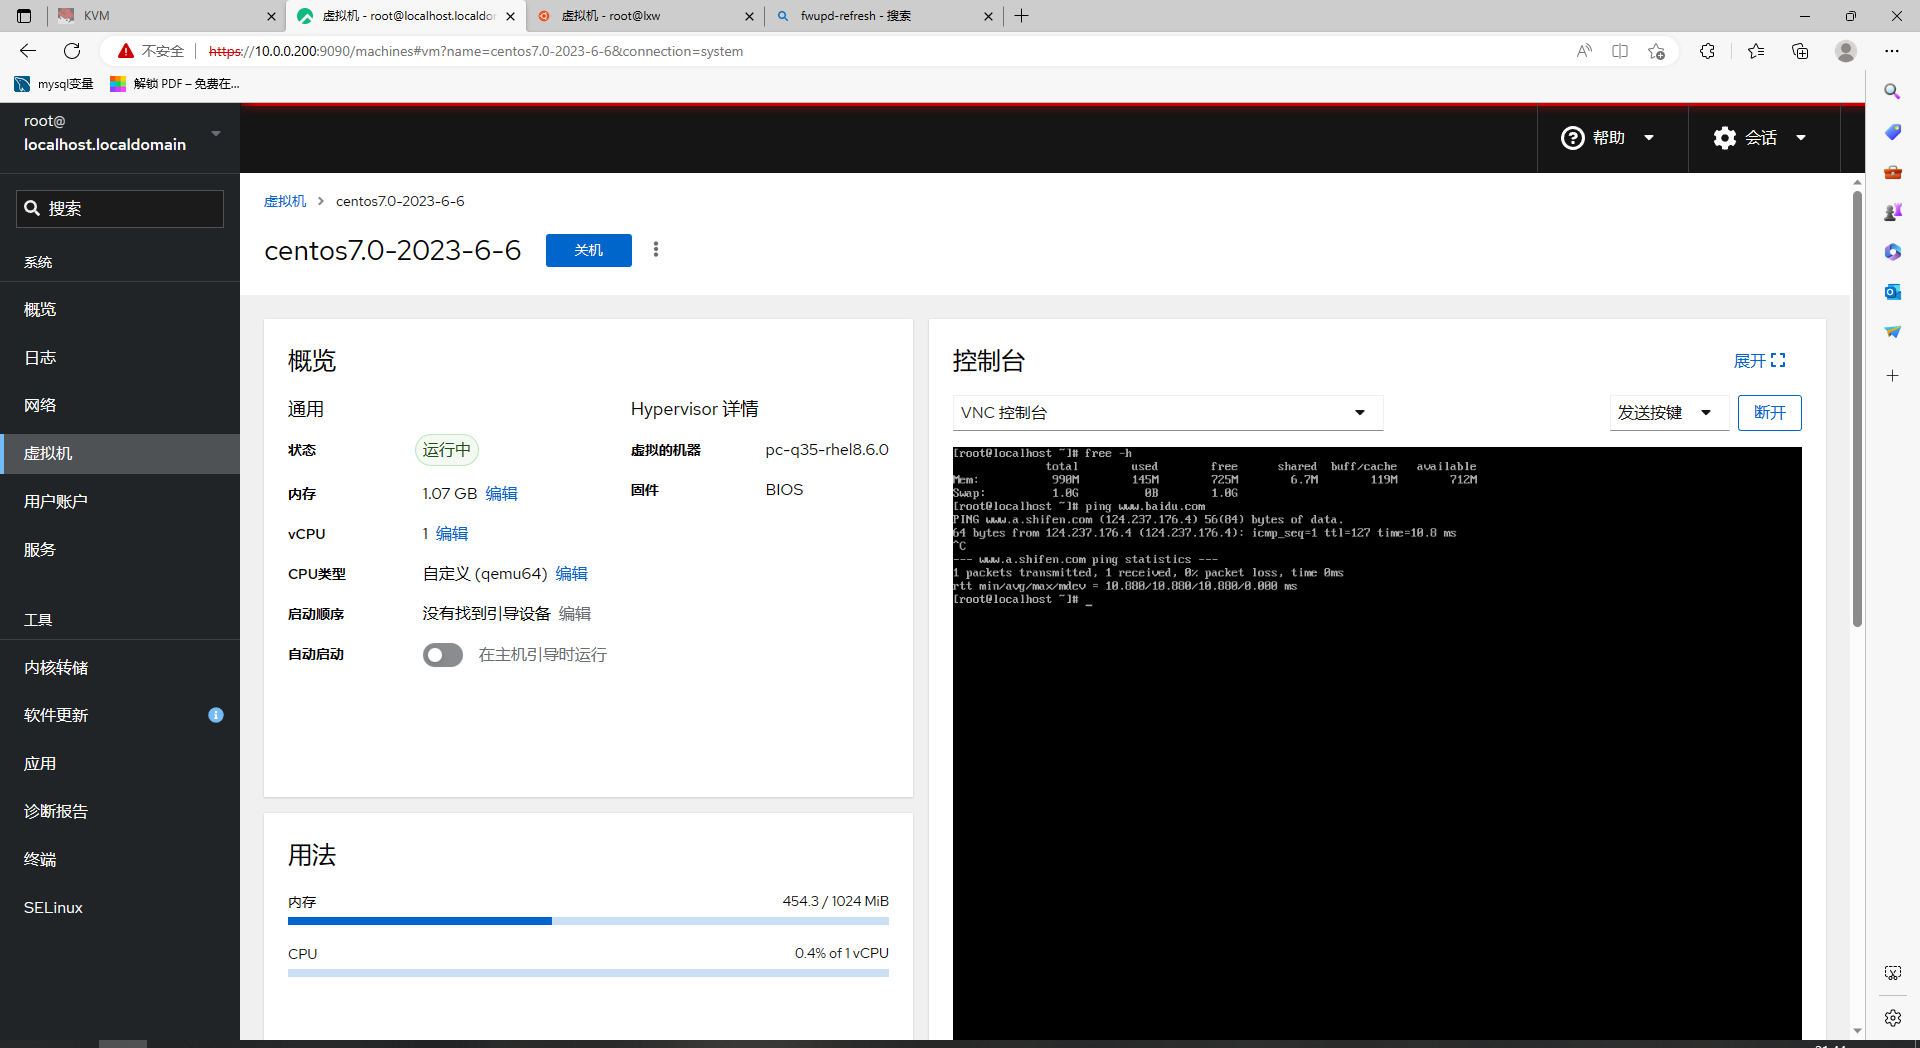 KVM
虚拟机 - root@localhost.localdo
虚拟机 - root@lxw
fwupd-refresh - 搜索
不安全
https://10.0.0.200:9090/machines#vm?name=centos7.0-2023-6-6&connection=system
mysql变量
解锁 PDF – 免费在...
root@
localhost.localdomain
帮助
会话
搜索
系统
概览
日志
网络
虚拟机
用户账户
服务
工具
内核转储
软件更新
应用
诊断报告
终端
SELinux
虚拟机 > centos7.0-2023-6-6
centos7.0-2023-6-6
关机
概览
通用
状态 运行中
内存 1.07 GB 编辑
vCPU 1 编辑
CPU类型 自定义 (qemu64) 编辑
启动顺序 没有找到引导设备 编辑
自动启动 在主机引导时运行
Hypervisor 详情
虚拟的机器 pc-q35-rhel8.6.0
固件 BIOS
用法
内存 454.3 / 1024 MiB
CPU 0.4% of 1 vCPU
控制台
展开
VNC 控制台
发送按键
断开
[root@localhost ~]# free -h
total used free shared buff/cache available
Mem: 990M 145M 725M 6.7M 119M 712M
Swap: 1.0G 0B 1.0G
[root@localhost ~]# ping www.baidu.com
PING www.a.shifen.com (124.237.176.4) 56(84) bytes of data.
64 bytes from 124.237.176.4 (124.237.176.4): icmp_seq=1 ttl=127 time=10.8 ms
^C
--- www.a.shifen.com ping statistics ---
1 packets transmitted, 1 received, 0% packet loss, time 0ms
rtt min/avg/max/mdev = 10.880/10.880/10.880/0.000 ms
[root@localhost ~]# _